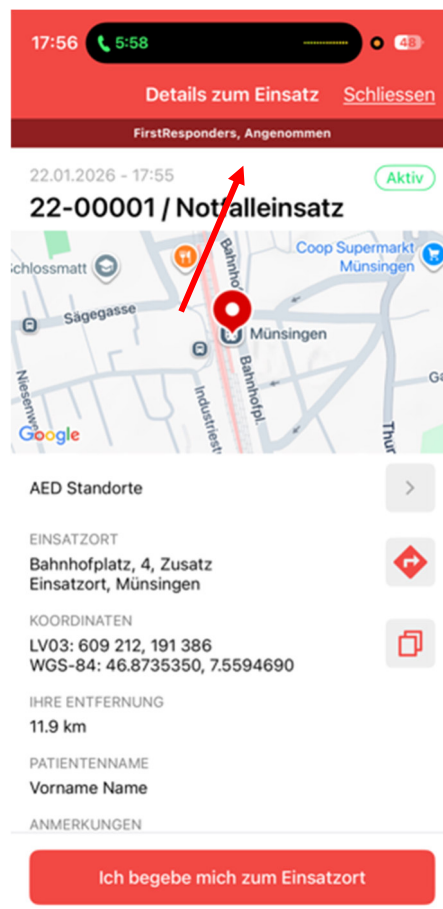 17:56 5:58 48
Details zum Einsatz Schliessen
FirstResponders, Angenommen
22.01.2026 - 17:55 Aktiv
22-00001 / Notfalleinsatz
Coop Supermarkt
Münsingen
Sägegasse
Münsingen
Bahnhofpl.
Google
AED Standorte
EINSATZORT
Bahnhofplatz, 4, Zusatz
Einsatzort, Münsingen
KOORDINATEN
LV03: 609 212, 191 386
WGS-84: 46.8735350, 7.5594690
IHRE ENTFERNUNG
11.9 km
PATIENTENNAME
Vorname Name
ANMERKUNGEN
Ich begebe mich zum Einsatzort